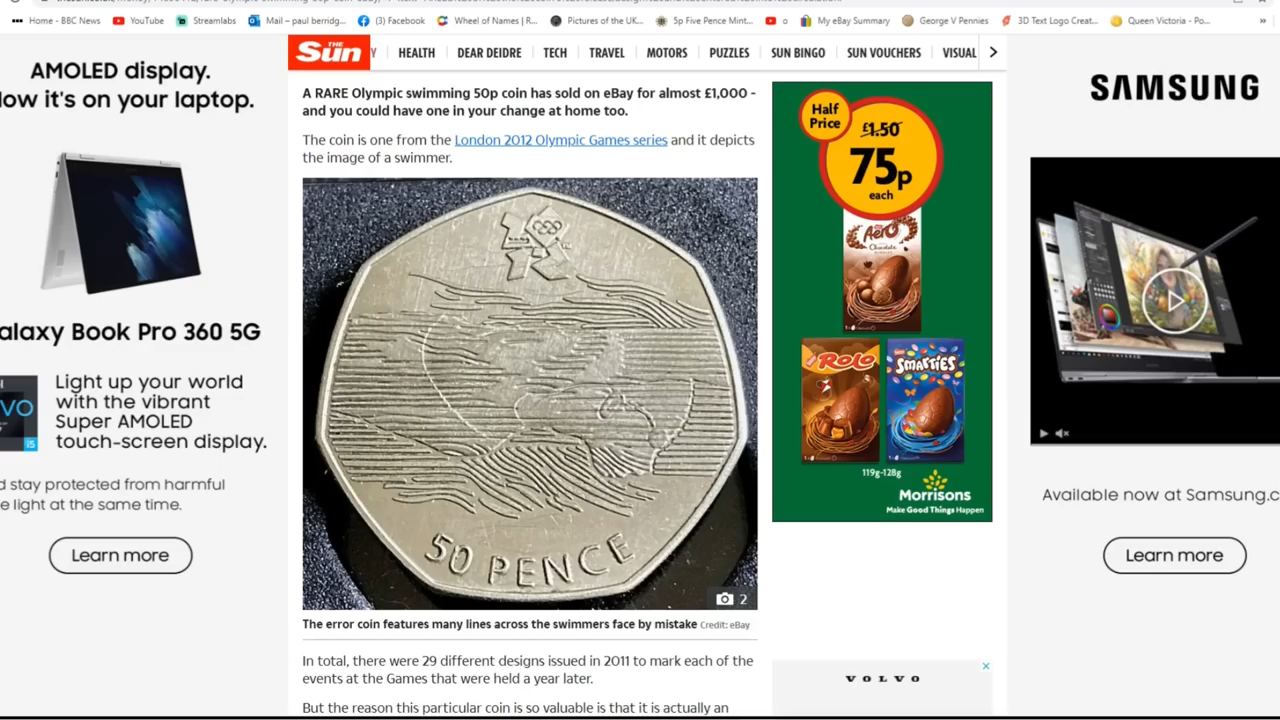 Home - BBC News
YouTube
Streamlabs
Mail – paul berridg...
(3) Facebook
Wheel of Names | R...
Pictures of the UK...
5p Five Pence Mint...
o
My eBay Summary
George V Pennies
3D Text Logo Creat...
Queen Victoria - Po...
THE Sun
Y
HEALTH
DEAR DEIDRE
TECH
TRAVEL
MOTORS
PUZZLES
SUN BINGO
SUN VOUCHERS
VISUAL
AMOLED display.
low it's on your laptop.
alaxy Book Pro 360 5G
VO
i5
Light up your world
with the vibrant
Super AMOLED
touch-screen display.
d stay protected from harmful
e light at the same time.
Learn more
A RARE Olympic swimming 50p coin has sold on eBay for almost £1,000 -
and you could have one in your change at home too.
The coin is one from the London 2012 Olympic Games series and it depicts
the image of a swimmer.
50 PENCE
2
The error coin features many lines across the swimmers face by mistake Credit: eBay
In total, there were 29 different designs issued in 2011 to mark each of the
events at the Games that were held a year later.
But the reason this particular coin is so valuable is that it is actually an
Half
Price
£1.50
75p
each
Aero
Chocolate
ROLO
SMARTIES
119g-128g
Morrisons
Make Good Things Happen
VOLVO
SAMSUNG
Available now at Samsung.c
Learn more